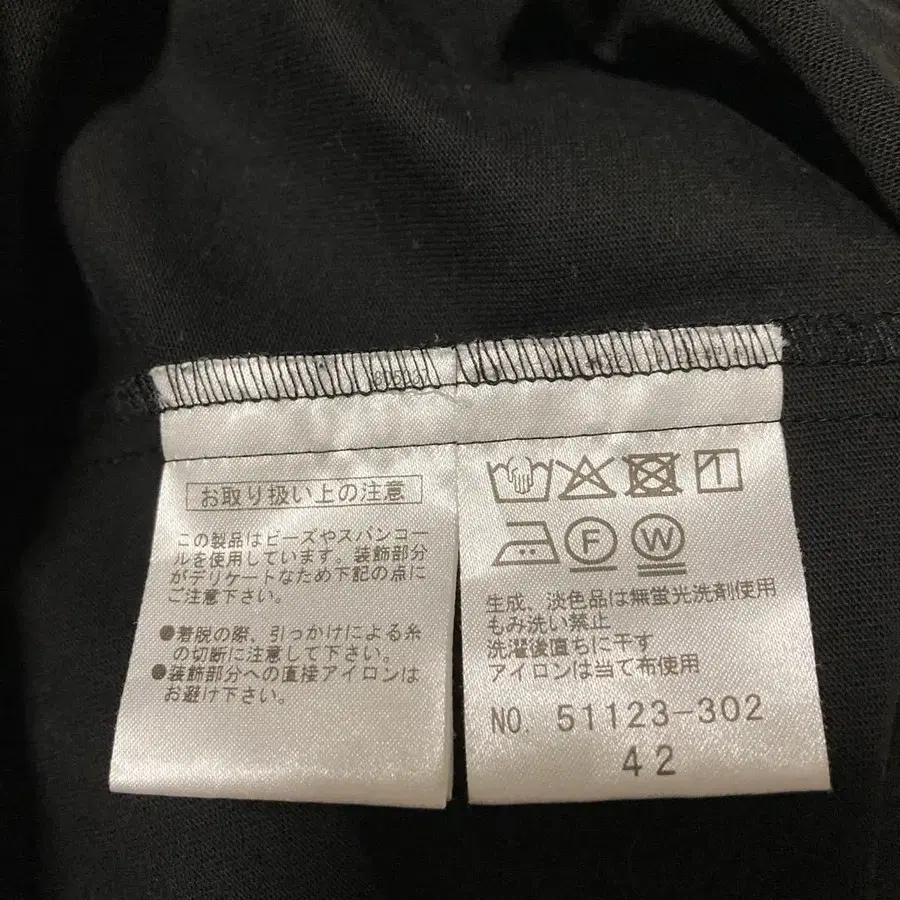 お取り扱い上の注意
この製品はビーズやスパンコー
ルを使用しています。装飾部分
がデリケートなため下記の点に
ご注意下さい。
●着脱の際、引っかけによる糸
の切断に注意して下さい。
●装飾部分への直接アイロンは
お避け下さい。
1
F W
生成、淡色品は無蛍光洗剤使用
もみ洗い禁止
洗濯後直ちに干す
アイロンは当て布使用
NO. 51123-302
42